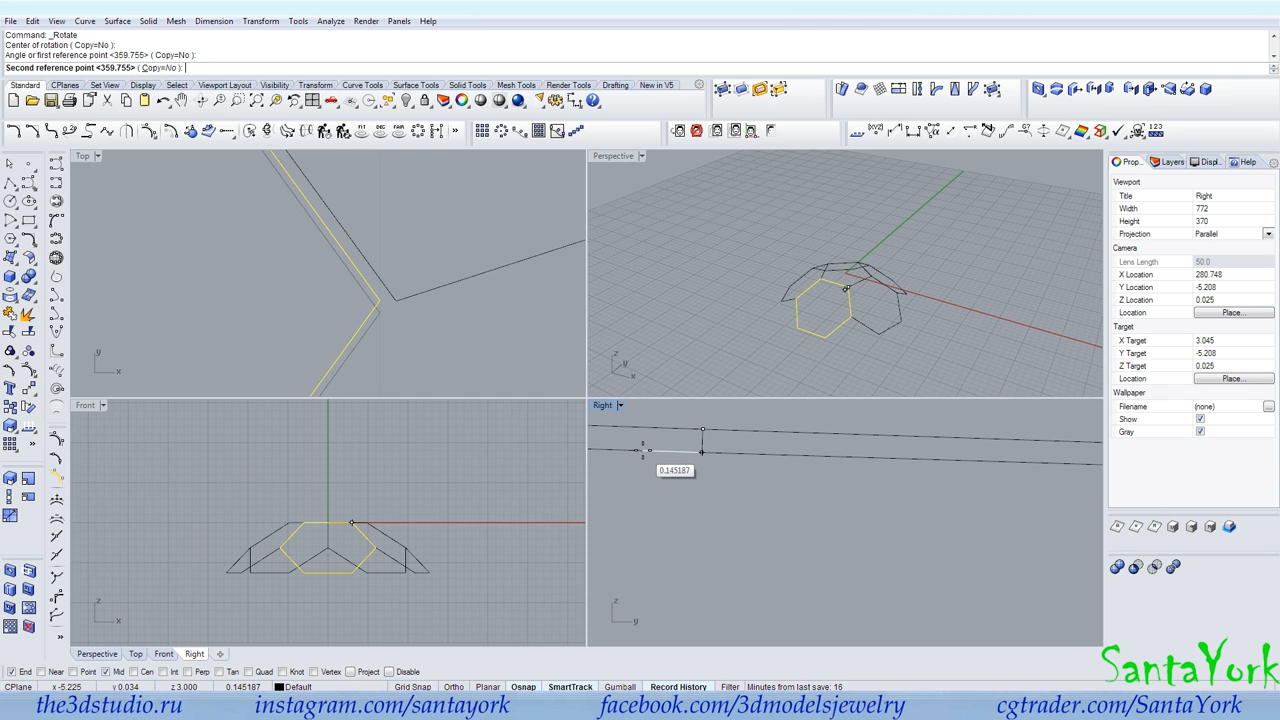 File Edit View Curve Surface Solid Mesh Dimension Transform Tools Analyze Render Panels Help
Command: _Rotate
Center of rotation ( Copy=No ):
Angle or first reference point <359.755> ( Copy=No ):
Second reference point <359.755> ( Copy=No ):
Standard CPlanes Set View Display Select Viewport Layout Visibility Transform Curve Tools Surface Tools Solid Tools Mesh Tools Render Tools Drafting New in V5
Top
Perspective
Prop... Layers Displ... Help
Viewport
Title Right
Width 772
Height 370
Projection Parallel
Camera
Lens Length 50.0
X Location 280.748
Y Location -5.208
Z Location 0.025
Location Place...
Target
X Target 3.045
Y Target -5.208
Z Target 0.025
Location Place...
Wallpaper
Filename (none) ...
Show
Gray
y
x
z
y
x
Front
Right
0.145187
z
x
z
y
Perspective Top Front Right
End Near Point Mid Cen Int Perp Tan Quad Knot Vertex Project Disable
CPlane x -5.225 y 0.034 z 3.000 0.145187 Default Grid Snap Ortho Planar Osnap SmartTrack Gumball Record History Filter Minutes from last save: 16
SantaYork
the3dstudio.ru instagram.com/santayork facebook.com/3dmodelsjewelry cgtrader.com/SantaYork